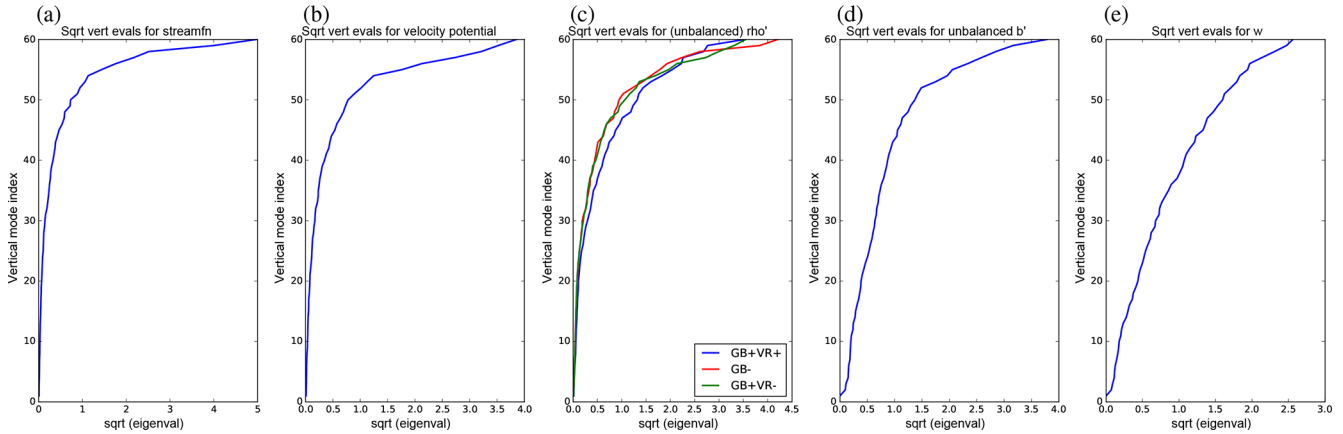 (a)
Sqrt vert evals for streamfn
60
50
40
30
20
10
0
Vertical mode index
0 1 2 3 4 5
sqrt (eigenval)
(b)
Sqrt vert evals for velocity potential
60
50
40
30
20
10
0
Vertical mode index
0.0 0.5 1.0 1.5 2.0 2.5 3.0 3.5 4.0
sqrt (eigenval)
(c)
Sqrt vert evals for (unbalanced) rho'
60
50
40
30
20
10
0
Vertical mode index
GB+VR+
GB-
GB+VR-
0.0 0.5 1.0 1.5 2.0 2.5 3.0 3.5 4.0 4.5
sqrt (eigenval)
(d)
Sqrt vert evals for unbalanced b'
60
50
40
30
20
10
0
Vertical mode index
0.0 0.5 1.0 1.5 2.0 2.5 3.0 3.5 4.0
sqrt (eigenval)
(e)
Sqrt vert evals for w
60
50
40
30
20
10
0
Vertical mode index
0.0 0.5 1.0 1.5 2.0 2.5 3.0
sqrt (eigenval)